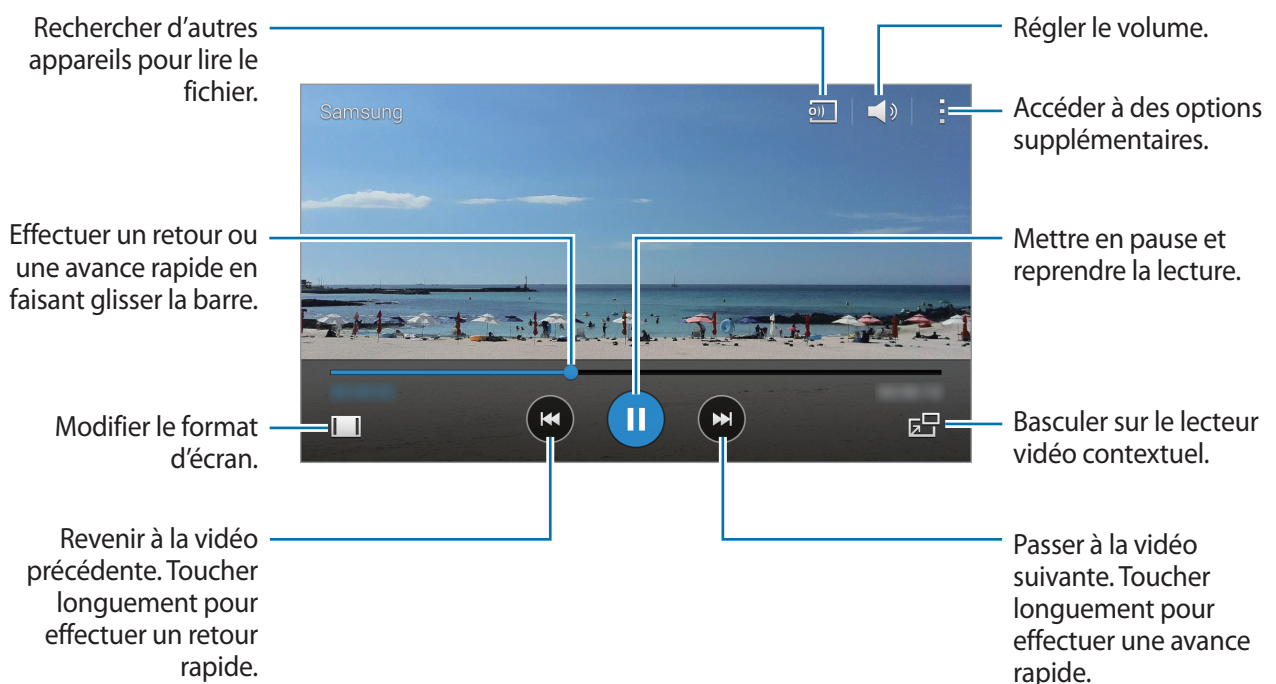 Rechercher d’autres
appareils pour lire le
fichier.
Régler le volume.
Samsung
Accéder à des options
supplémentaires.
Effectuer un retour ou
une avance rapide en
faisant glisser la barre.
Mettre en pause et
reprendre la lecture.
Modifier le format
d’écran.
Basculer sur le lecteur
vidéo contextuel.
Revenir à la vidéo
précédente. Toucher
longuement pour
effectuer un retour
rapide.
Passer à la vidéo
suivante. Toucher
longuement pour
effectuer une avance
rapide.